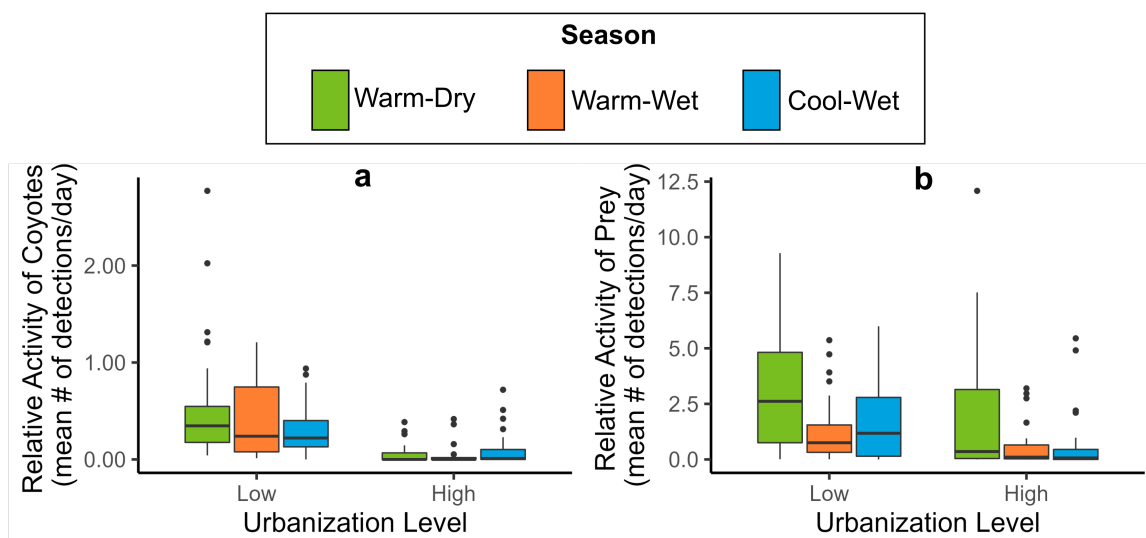 Season
Warm-Dry Warm-Wet Cool-Wet
a
Relative Activity of Coyotes
(mean # of detections/day)
2.00
1.00
0.00
Low High
Urbanization Level
b
Relative Activity of Prey
(mean # of detections/day)
12.5
10.0
7.5
5.0
2.5
0.0
Low High
Urbanization Level